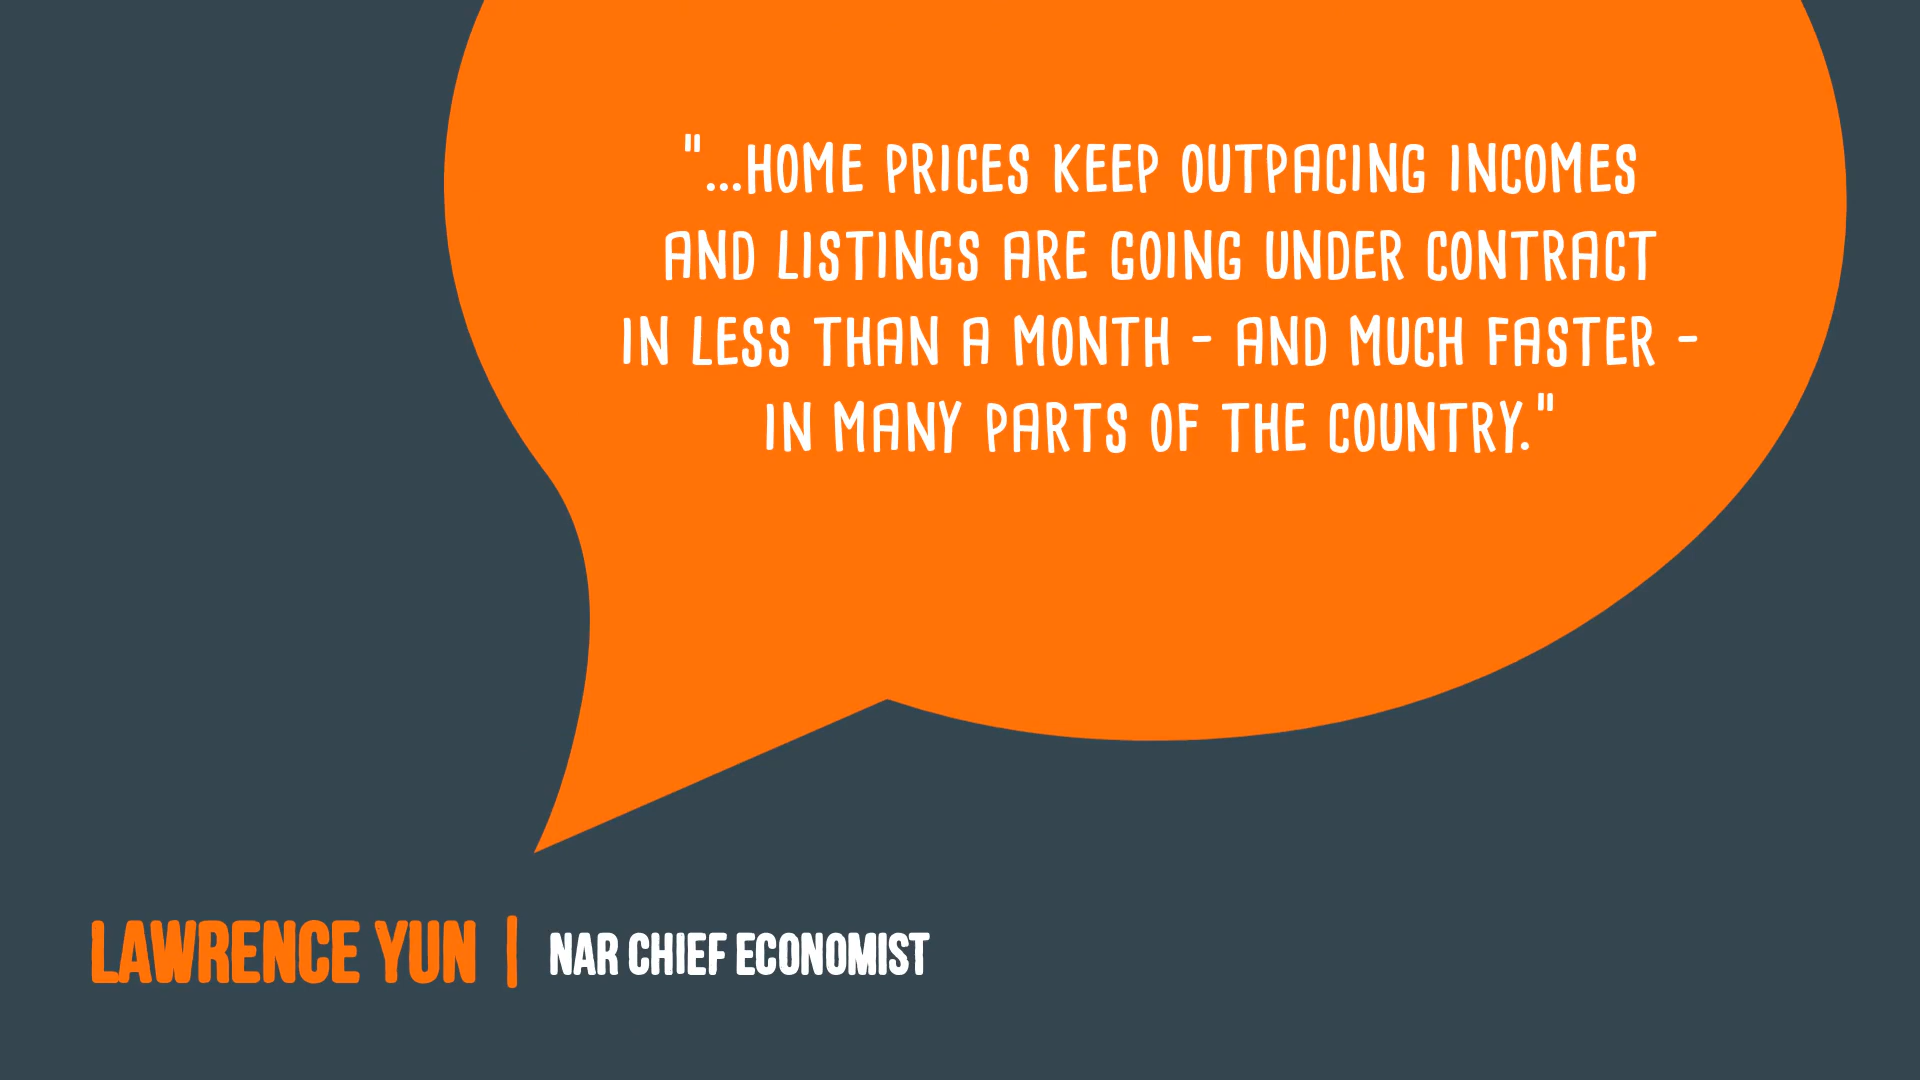 "...HOME PRICES KEEP OUTPACING INCOMES
AND LISTINGS ARE GOING UNDER CONTRACT
IN LESS THAN A MONTH - AND MUCH FASTER -
IN MANY PARTS OF THE COUNTRY."
LAWRENCE YUN | NAR CHIEF ECONOMIST